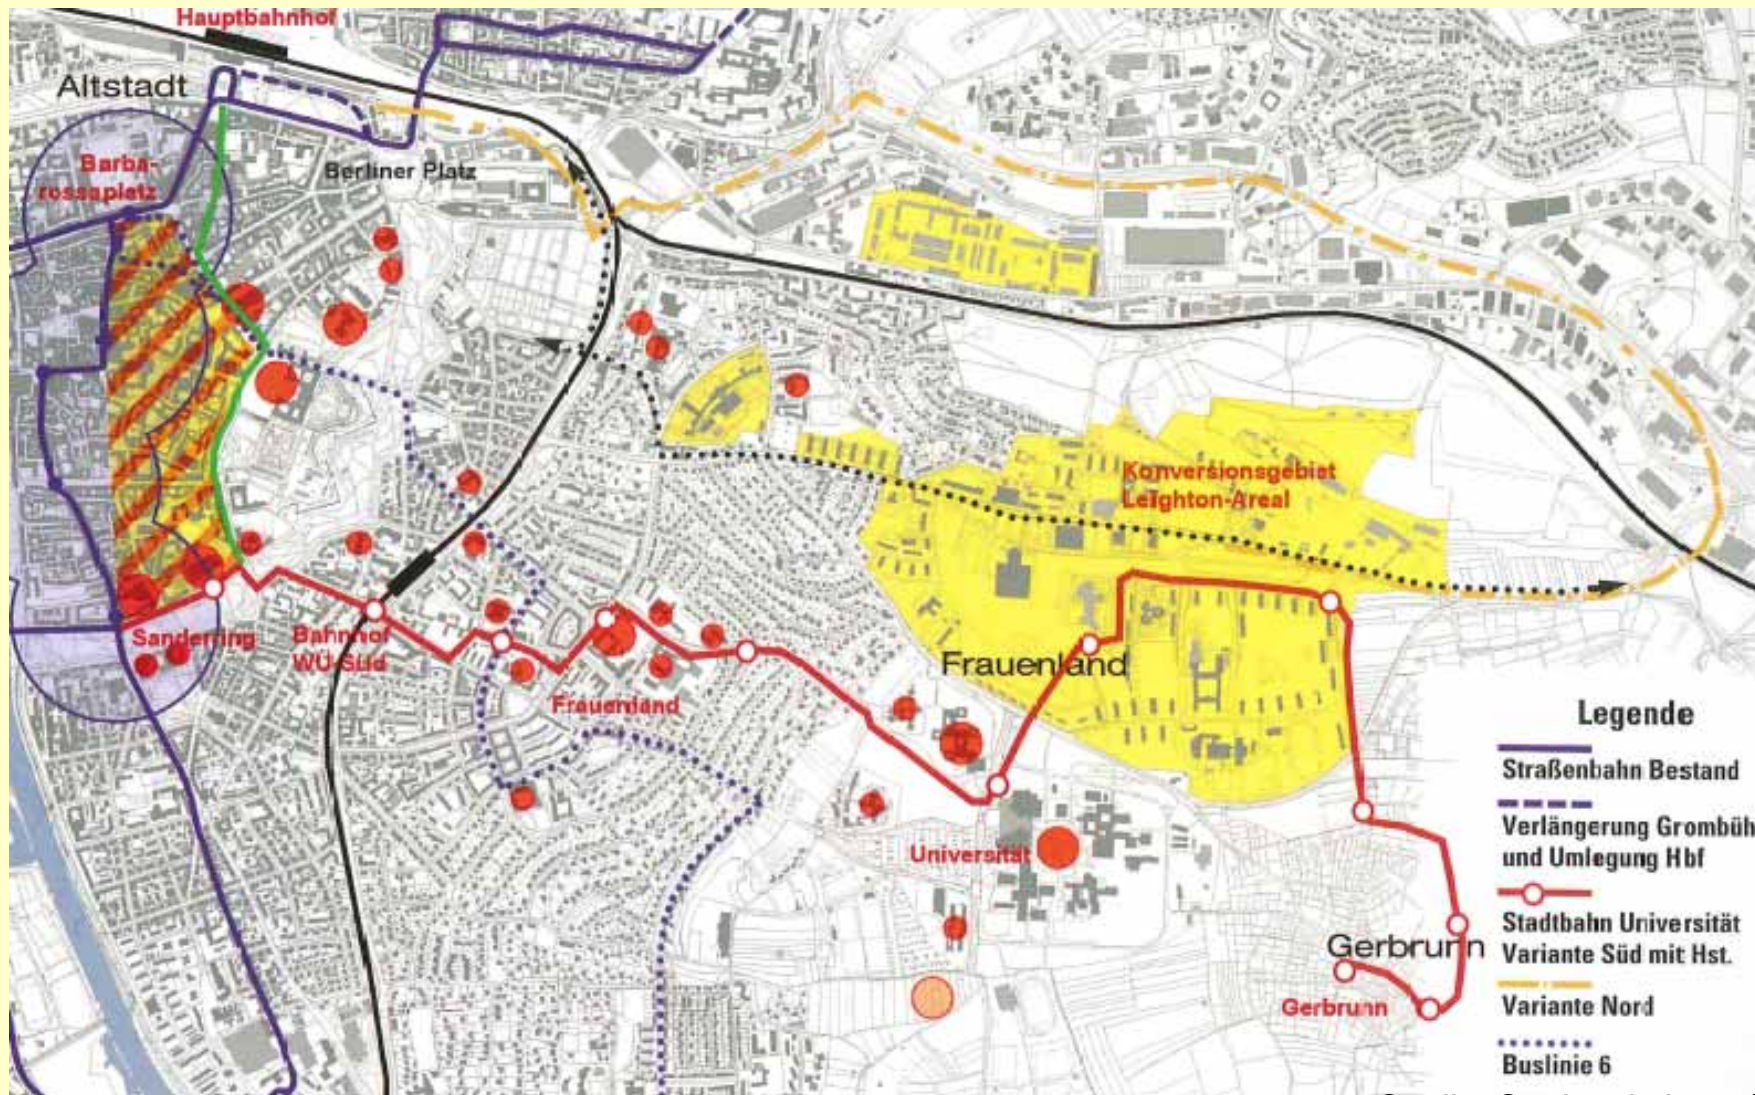 Hauptbahnhof
Altstadt
Barba-
rossaplatz
Berliner Platz
Konversionsgebiet
Leighton-Areal
Sanderring
Bahnhof
WÜ-Süd
Frauenland
Frauenland
Universität
Gerbrunn
Gerbrunn
Legende
Straßenbahn Bestand
Verlängerung Grombüh
und Umlegung Hbf
Stadtbahn Universität
Variante Süd mit Hst.
Variante Nord
Buslinie 6